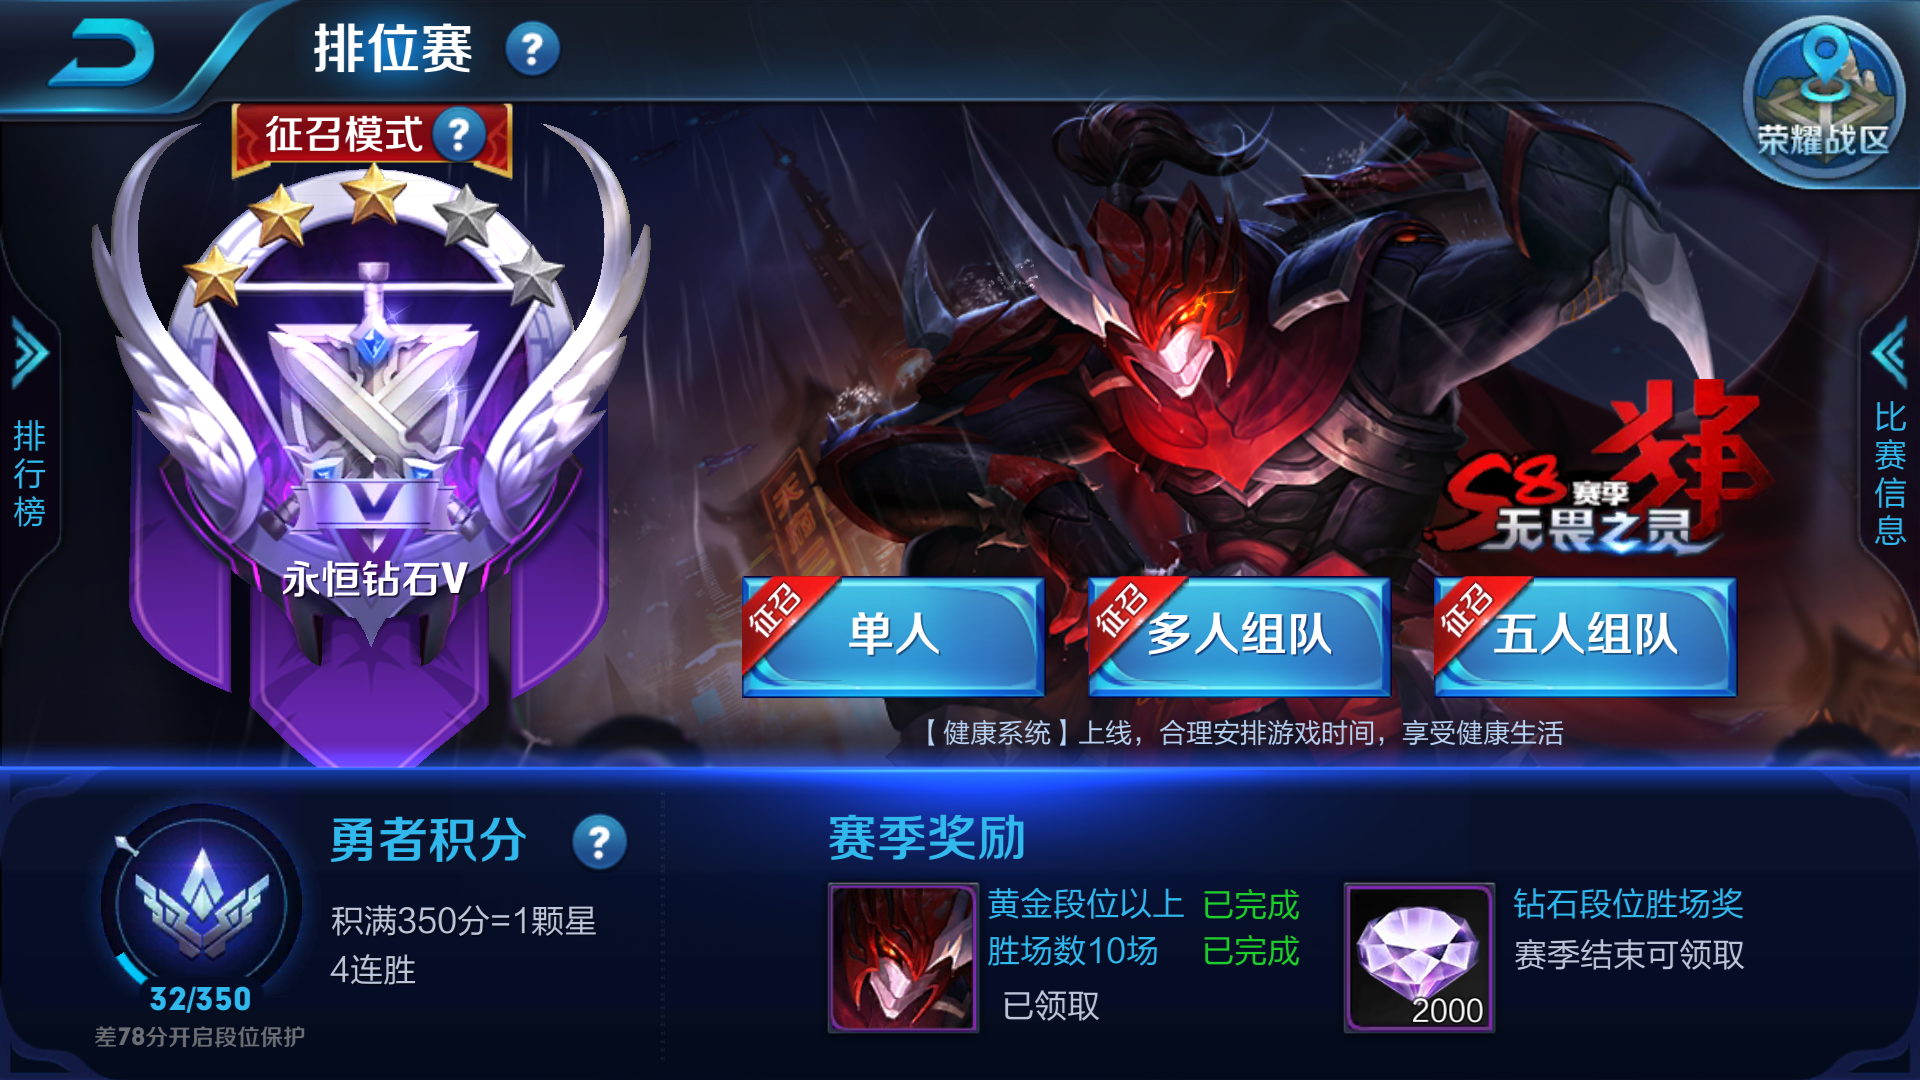 排位赛
荣耀战区
征召模式
排行榜
比赛信息
永恒钻石V
V
S8
赛季
无畏之灵
征召
单人
征召
多人组队
征召
五人组队
【健康系统】上线，合理安排游戏时间，享受健康生活
勇者积分
积满350分=1颗星
4连胜
32/350
差78分开启段位保护
赛季奖励
黄金段位以上 已完成
胜场数10场 已完成
已领取
2000
钻石段位胜场奖
赛季结束可领取